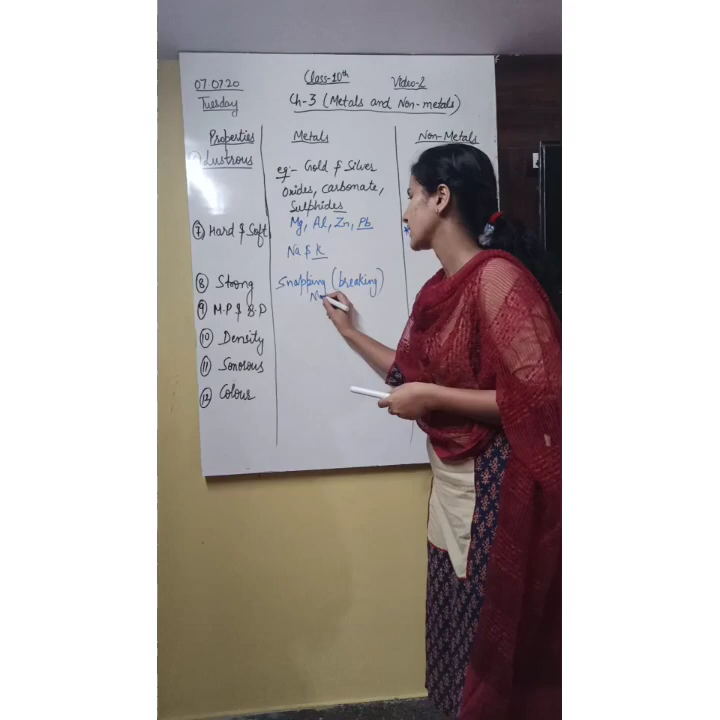 07.07.20 Class-10th Video-2
Tuesday Ch-3 (Metals and Non-metals)
Properties Metals Non-Metals
Lustrous eg:- Gold & Silver
Oxides, Carbonate,
Sulphides
⑦ Hard & Soft Mg, Al, Zn, Pb
Na & K
⑧ Strong Snapping (breaking)
⑨ M.P & B.P
⑩ Density
⑪ Sonorous
⑫ Colour